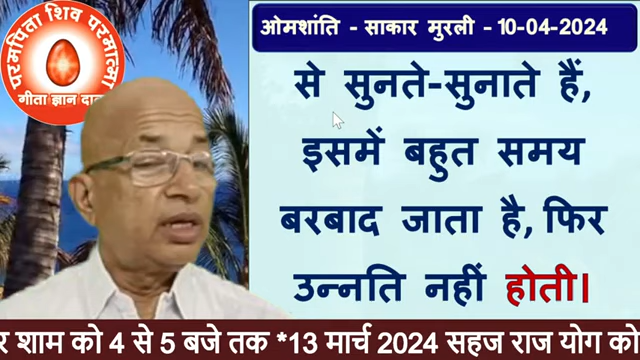 परमपिता शिव परमात्मा
गीता ज्ञान दा
ओमशांति - साकार मुरली - 10-04-2024
से सुनते-सुनाते हैं,
इसमें बहुत समय
बरबाद जाता है, फिर
उन्नति नहीं होती।
र शाम को 4 से 5 बजे तक *13 मार्च 2024 सहज राज योग को